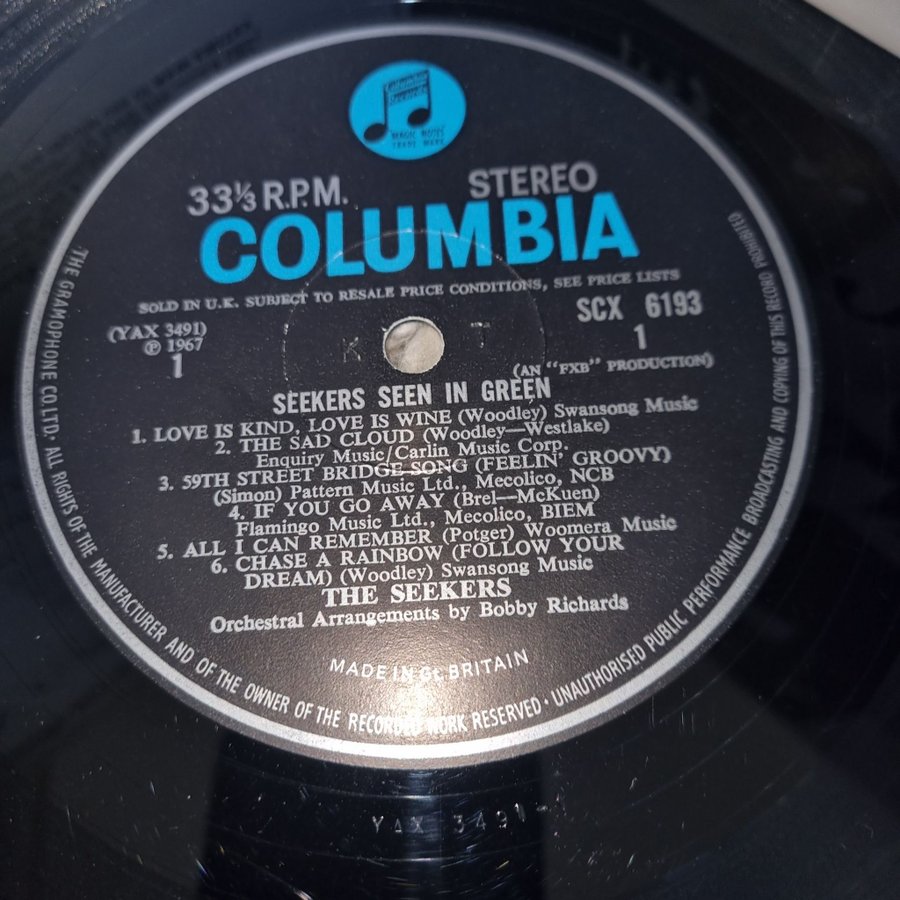 MAGIC NOTES
TRADE MARK
33⅓ R.P.M. STEREO
COLUMBIA
SOLD IN U.K. SUBJECT TO RESALE PRICE CONDITIONS, SEE PRICE LISTS
(YAX 3491) SCX 6193
℗ 1967 K T 1
1 (AN "FXB" PRODUCTION)
SEEKERS SEEN IN GREEN
1. LOVE IS KIND, LOVE IS WINE (Woodley) Swansong Music
2. THE SAD CLOUD (Woodley—Westlake)
Enquiry Music/Carlin Music Corp.
3. 59TH STREET BRIDGE SONG (FEELIN' GROOVY)
(Simon) Pattern Music Ltd., Mecolico, NCB
4. IF YOU GO AWAY (Brel—McKuen)
Flamingo Music Ltd., Mecolico, BIEM
5. ALL I CAN REMEMBER (Potger) Woomera Music
6. CHASE A RAINBOW (FOLLOW YOUR
DREAM) (Woodley) Swansong Music
THE SEEKERS
Orchestral Arrangements by Bobby Richards
MADE IN Gt. BRITAIN
THE GRAMOPHONE CO. LTD. ALL RIGHTS OF THE MANUFACTURER AND OF THE OWNER OF THE RECORDED WORK RESERVED · UNAUTHORISED PUBLIC PERFORMANCE BROADCASTING AND COPYING OF THIS RECORD PROHIBITED
YAX 3491